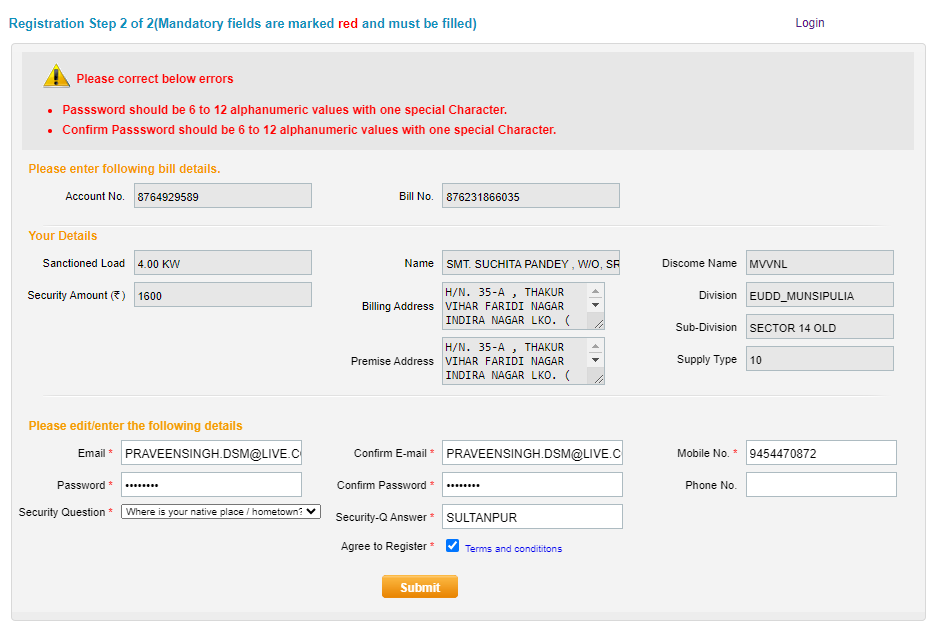 Registration Step 2 of 2(Mandatory fields are marked red and must be filled)
Login
Please correct below errors
Passsword should be 6 to 12 alphanumeric values with one special Character.
Confirm Passsword should be 6 to 12 alphanumeric values with one special Character.
Please enter following bill details.
Account No. 8764929589 Bill No. 876231866035
Your Details
Sanctioned Load 4.00 KW Name SMT. SUCHITA PANDEY , W/O, SR Discome Name MVVNL
Security Amount (₹) 1600
Billing Address H/N. 35-A , THAKUR
VIHAR FARIDI NAGAR
INDIRA NAGAR LKO. (
Division EUDD_MUNSIPULIA
Sub-Division SECTOR 14 OLD
Premise Address H/N. 35-A , THAKUR
VIHAR FARIDI NAGAR
INDIRA NAGAR LKO. (
Supply Type 10
Please edit/enter the following details
Email * PRAVEENSINGH.DSM@LIVE.CO Confirm E-mail * PRAVEENSINGH.DSM@LIVE.C Mobile No. * 9454470872
Password * •••••••• Confirm Password * •••••••• Phone No.
Security Question * Where is your native place / hometown? Security-Q Answer * SULTANPUR
Agree to Register * Terms and condititons
Submit